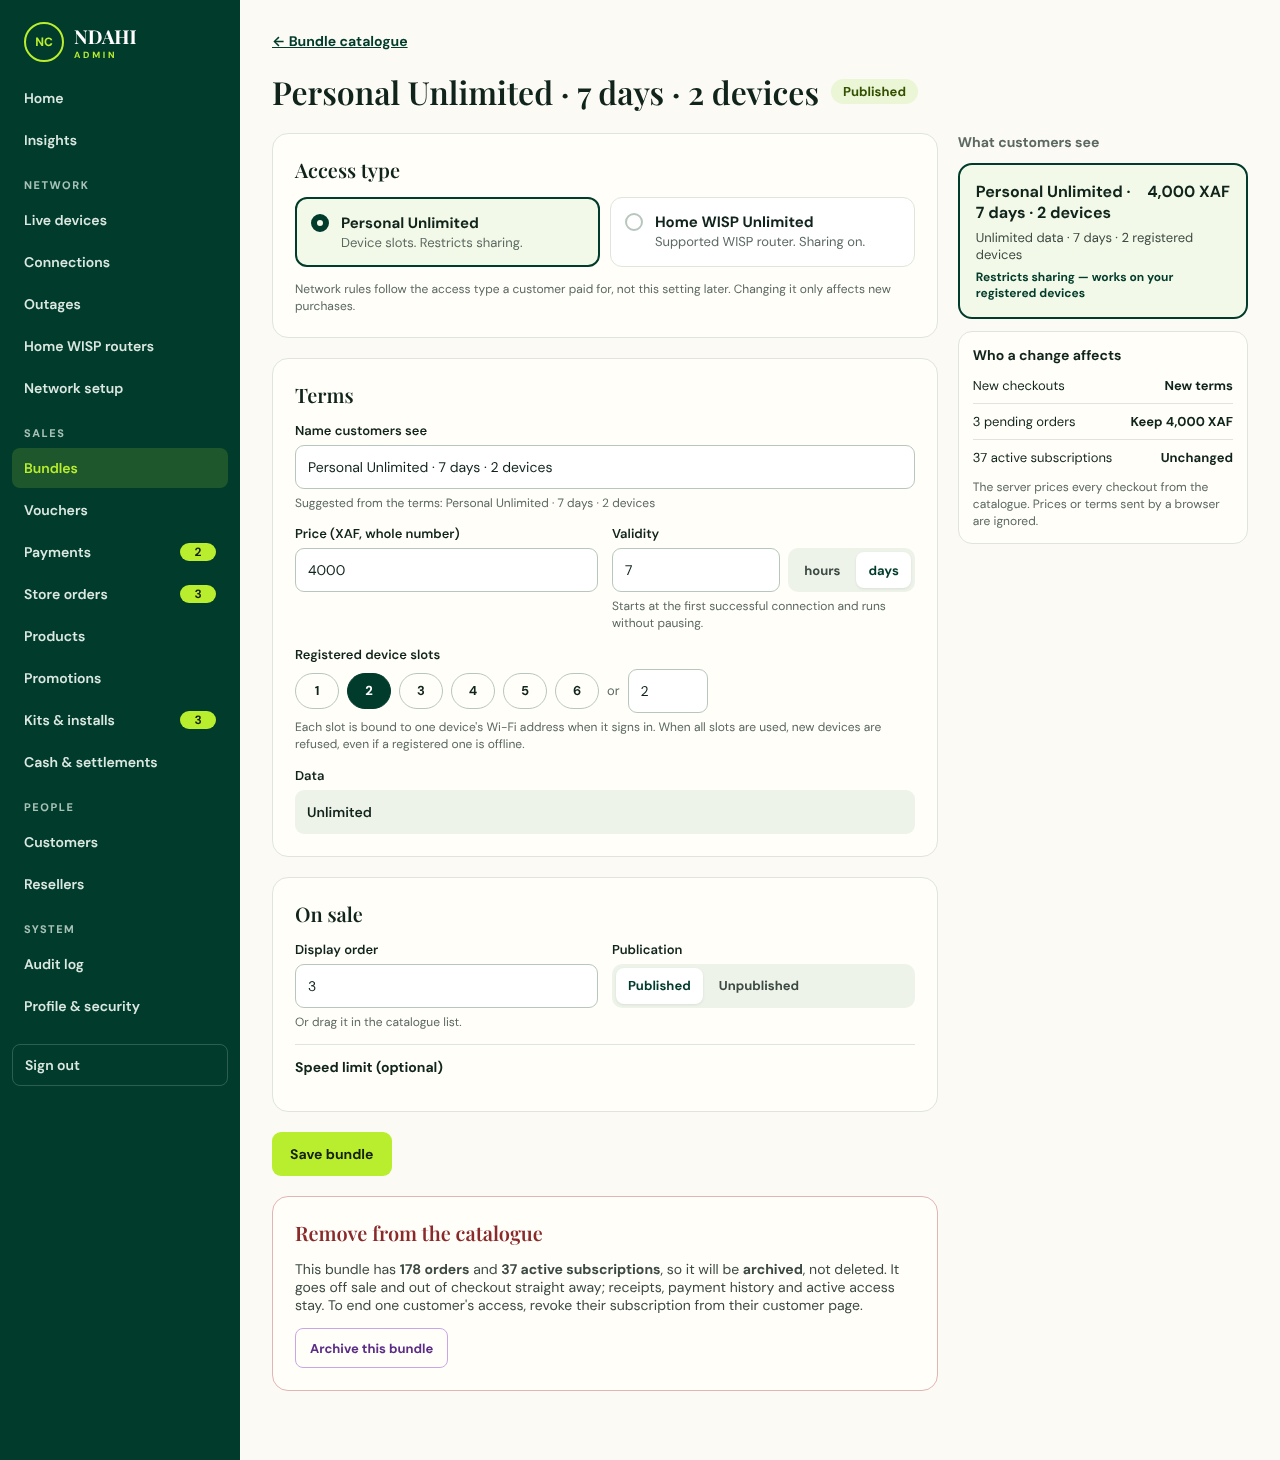 NC
NDAHI
ADMIN
Home
Insights
NETWORK
Live devices
Connections
Outages
Home WISP routers
Network setup
SALES
Bundles
Vouchers
Payments 2
Store orders 3
Products
Promotions
Kits & installs 3
Cash & settlements
PEOPLE
Customers
Resellers
SYSTEM
Audit log
Profile & security
Sign out
← Bundle catalogue
Personal Unlimited · 7 days · 2 devices Published
Access type
Personal Unlimited
Device slots. Restricts sharing.
Home WISP Unlimited
Supported WISP router. Sharing on.
Network rules follow the access type a customer paid for, not this setting later. Changing it only affects new
purchases.
Terms
Name customers see
Personal Unlimited · 7 days · 2 devices
Suggested from the terms: Personal Unlimited · 7 days · 2 devices
Price (XAF, whole number)
4000
Validity
7
hours days
Starts at the first successful connection and runs
without pausing.
Registered device slots
1 2 3 4 5 6 or 2
Each slot is bound to one device's Wi-Fi address when it signs in. When all slots are used, new devices are
refused, even if a registered one is offline.
Data
Unlimited
On sale
Display order
3
Or drag it in the catalogue list.
Publication
Published Unpublished
Speed limit (optional)
Save bundle
Remove from the catalogue
This bundle has 178 orders and 37 active subscriptions, so it will be archived, not deleted. It
goes off sale and out of checkout straight away; receipts, payment history and active access
stay. To end one customer's access, revoke their subscription from their customer page.
Archive this bundle
What customers see
Personal Unlimited · 4,000 XAF
7 days · 2 devices
Unlimited data · 7 days · 2 registered
devices
Restricts sharing — works on your
registered devices
Who a change affects
New checkouts New terms
3 pending orders Keep 4,000 XAF
37 active subscriptions Unchanged
The server prices every checkout from the
catalogue. Prices or terms sent by a browser
are ignored.